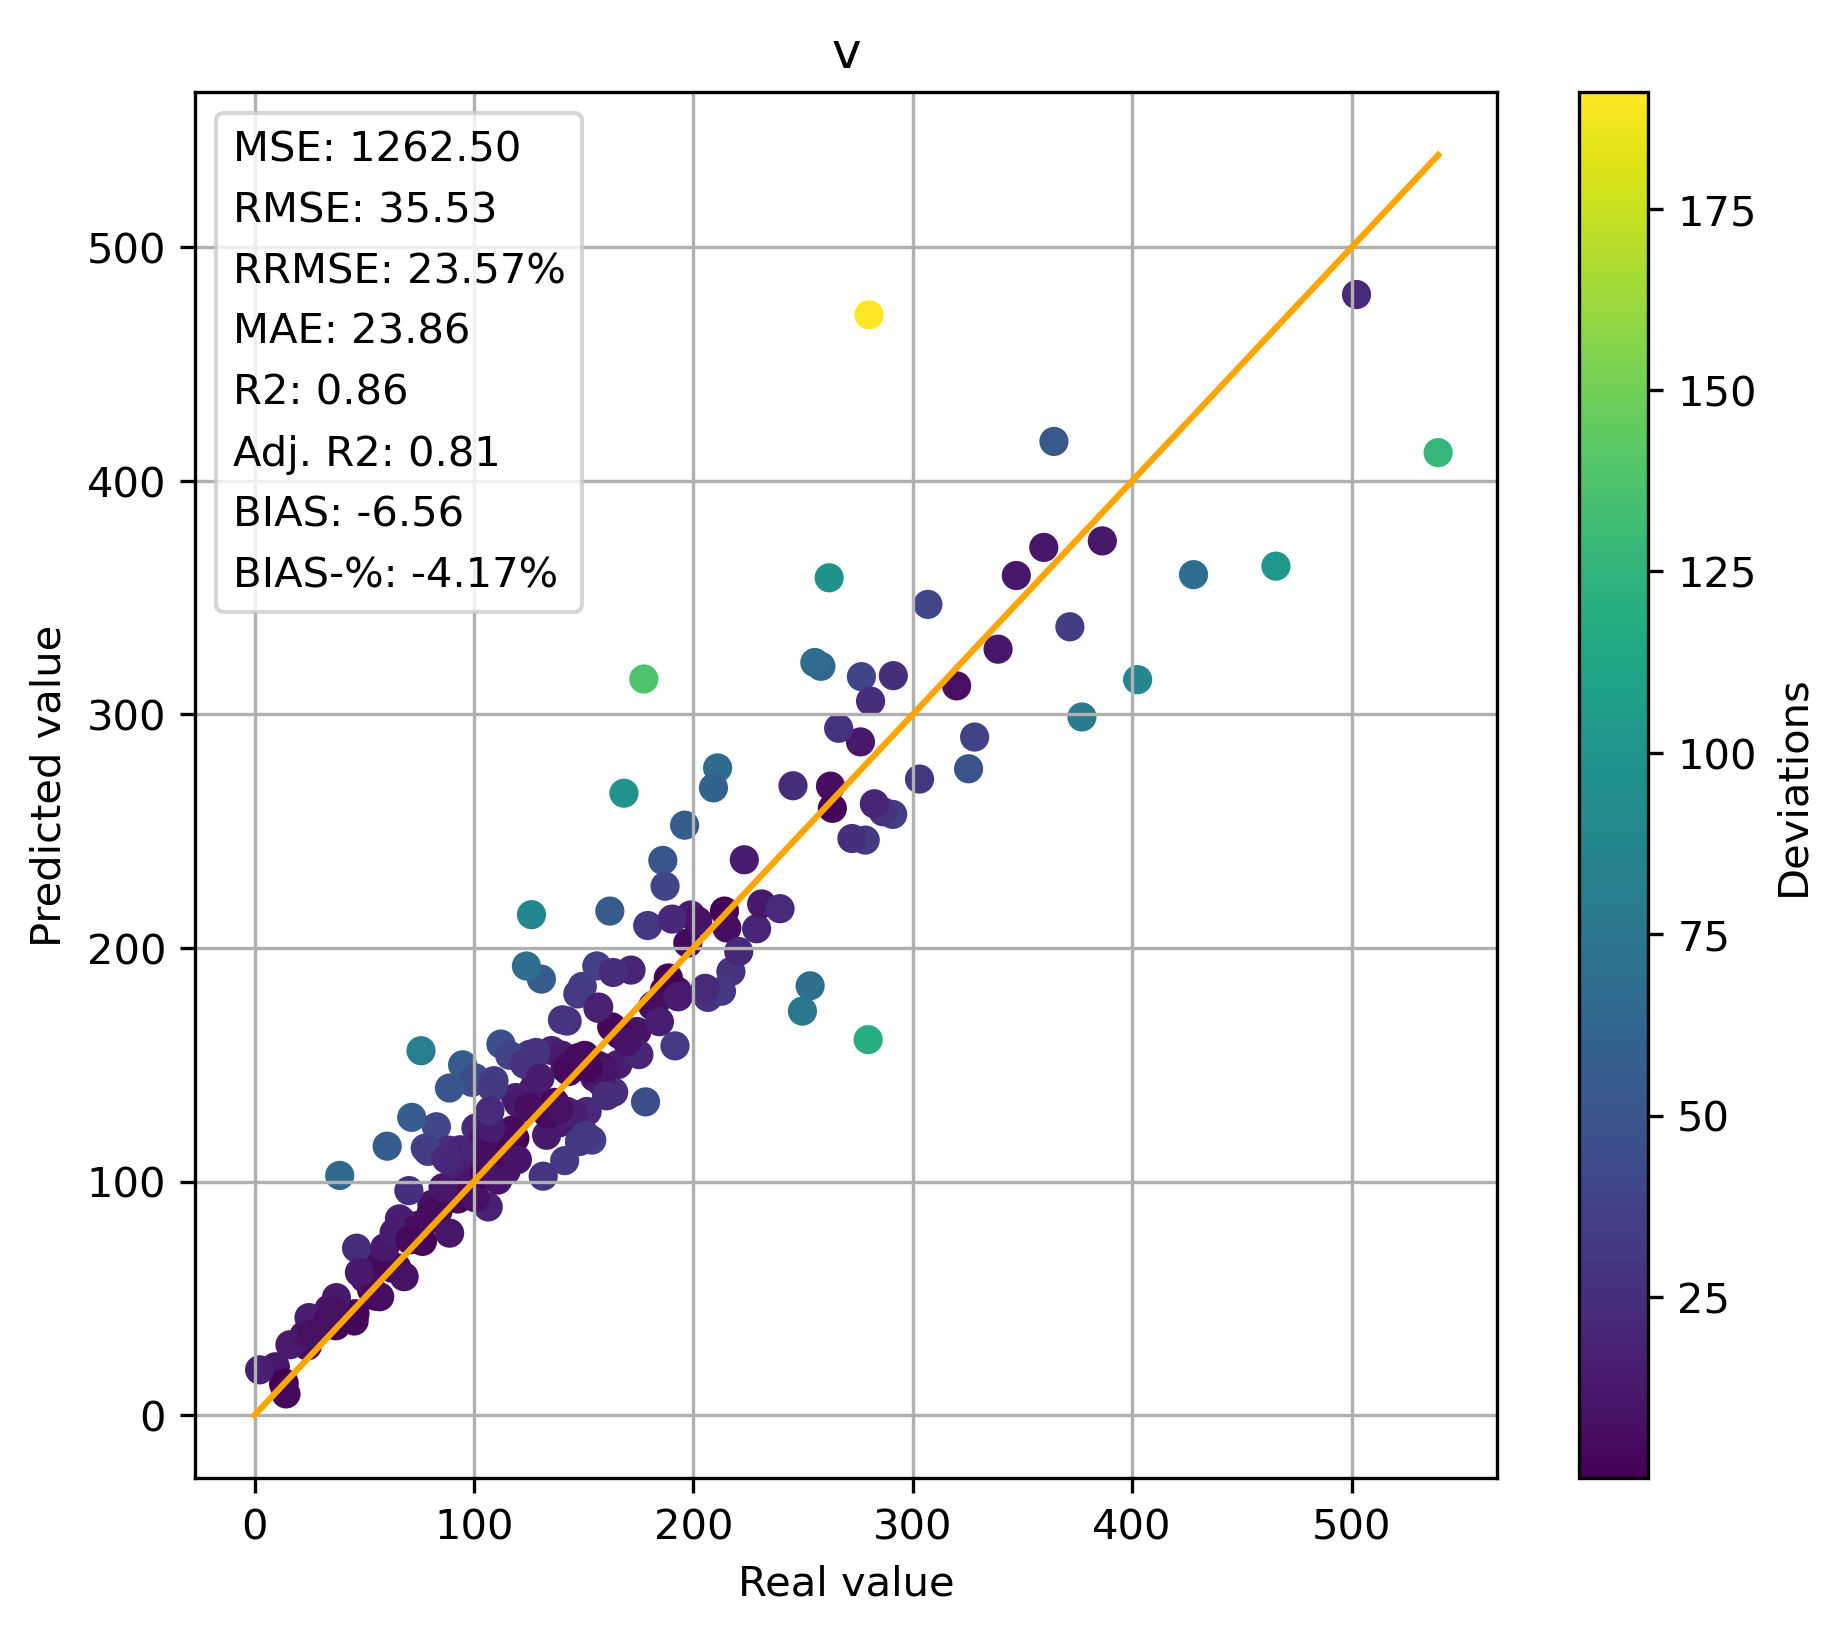 v
MSE: 1262.50
RMSE: 35.53
RRMSE: 23.57%
MAE: 23.86
R2: 0.86
Adj. R2: 0.81
BIAS: -6.56
BIAS-%: -4.17%
Predicted value
500
400
300
200
100
0
0 100 200 300 400 500
Real value
175
150
125
100
75
50
25
Deviations